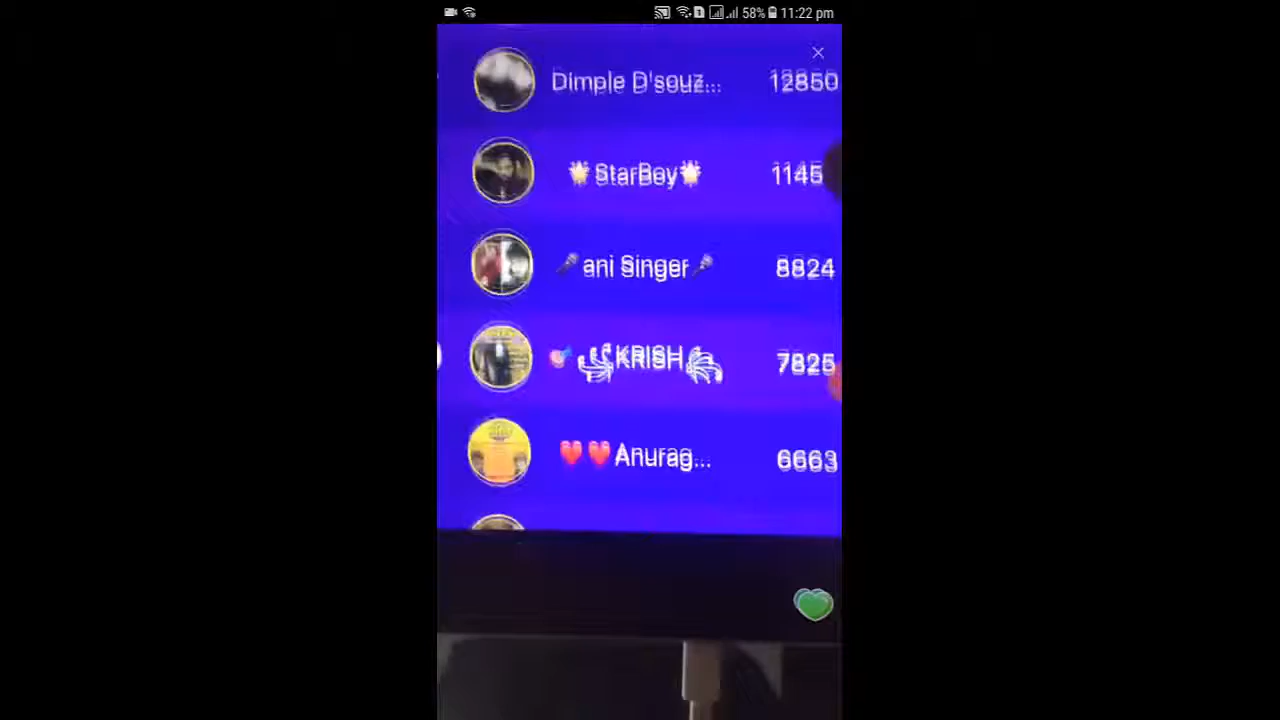 58% 11:22 pm
Dimple D'souz... 12850
🌟StarBoy🌟 1145
🎤ani Singer🎤 8824
KRISH 7825
❤️❤️Anurag... 6663